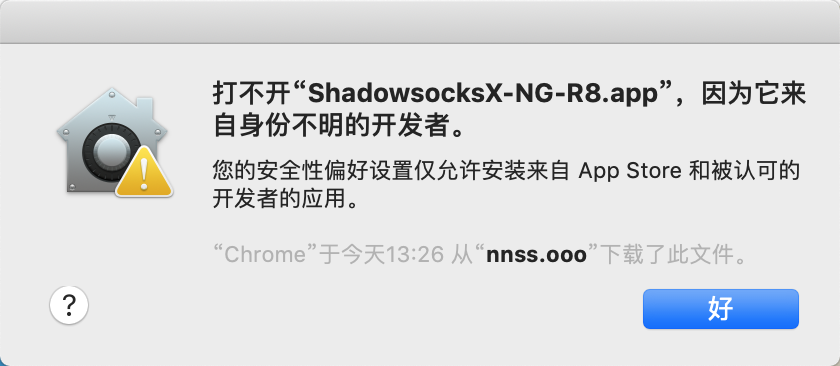 打不开“ShadowsocksX-NG-R8.app”，因为它来
自身份不明的开发者。
您的安全性偏好设置仅允许安装来自 App Store 和被认可的
开发者的应用。
“Chrome”于今天13:26 从“nnss.ooo”下载了此文件。
?
好